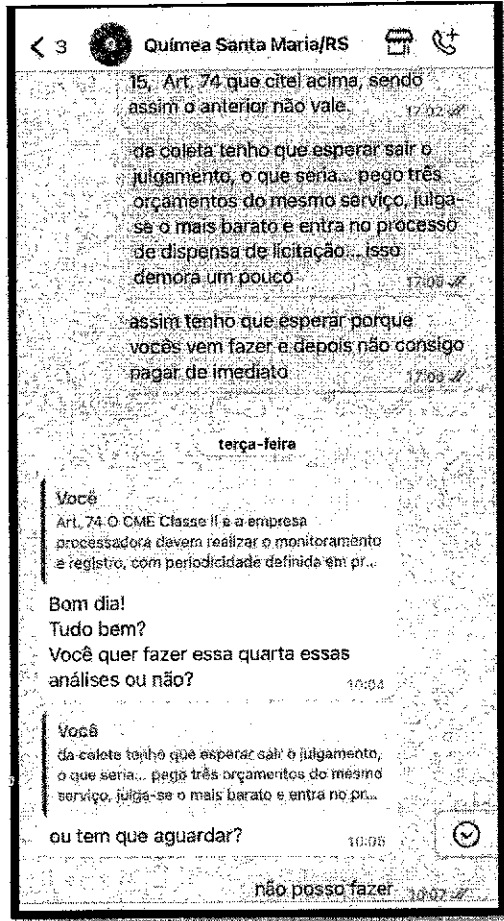 3
Química Santa Maria/RS
15, Art. 74 que citei acima, sendo
assim o anterior não vale.
17:02
da coleta tenho que esperar sair o
julgamento, o que seria... pego três
orçamentos do mesmo serviço, julga-
se o mais barato e entra no processo
de dispensa de licitação... isso
demora um pouco
assim tenho que esperar porque
vocês vem fazer e depois não consigo
pagar de imediato
terça-feira
Você
Art. 74 O CME Classe II e a empresa
processadora devem realizar o monitoramento
e registro, com periodicidade definida em pr...
Bom dia!
Tudo bem?
Você quer fazer essa quarta essas
análises ou não?
10:04
Você
da coleta tenho que esperar sair o julgamento,
o que seria... pego três orçamentos do mesmo
serviço, julga-se o mais barato e entra no pr...
ou tem que aguardar?
10:05
não posso fazer
10:07